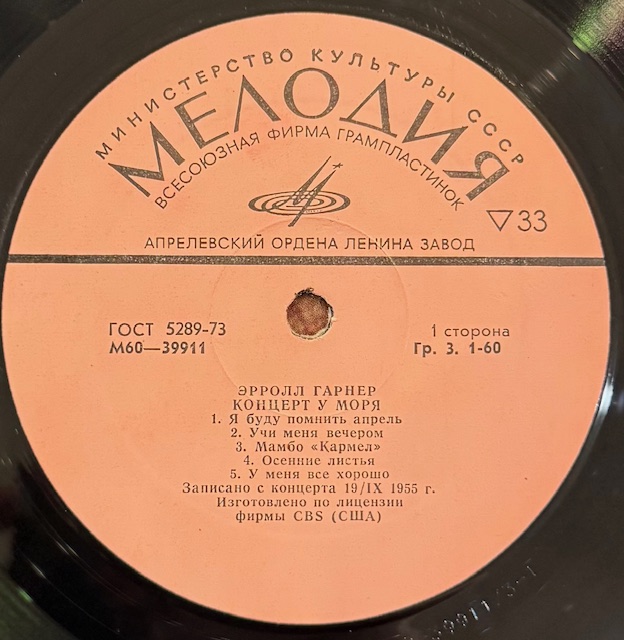 МИНИСТЕРСТВО КУЛЬТУРЫ СССР
МЕЛОДИЯ
ВСЕСОЮЗНАЯ ФИРМА ГРАМПЛАСТИНОК
▽33
АПРЕЛЕВСКИЙ ОРДЕНА ЛЕНИНА ЗАВОД
ГОСТ 5289-73 1 сторона
М60—39911 Гр. 3. 1-60
ЭРРОЛЛ ГАРНЕР
КОНЦЕРТ У МОРЯ
1. Я буду помнить апрель
2. Учи меня вечером
3. Мамбо «Кармел»
4. Осенние листья
5. У меня все хорошо
Записано с концерта 19/IX 1955 г.
Изготовлено по лицензии
фирмы CBS (США)